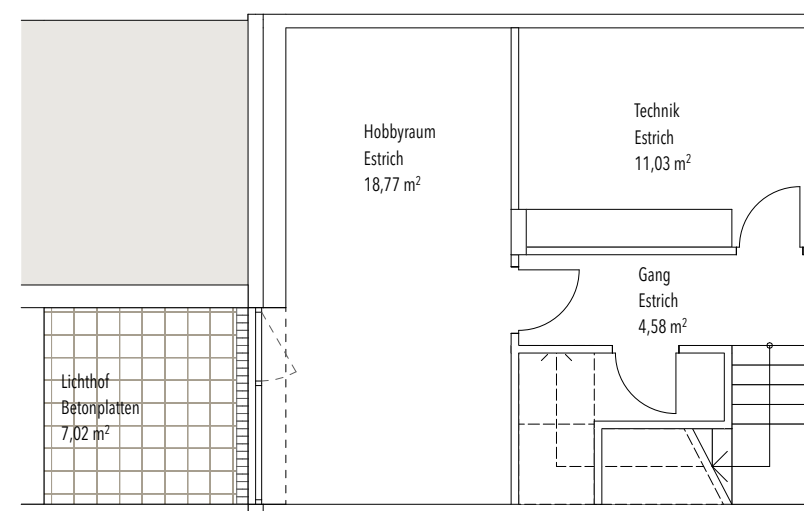 Hobbyraum
Estrich
18,77 m²
Technik
Estrich
11,03 m²
Gang
Estrich
4,58 m²
Lichthof
Betonplatten
7,02 m²